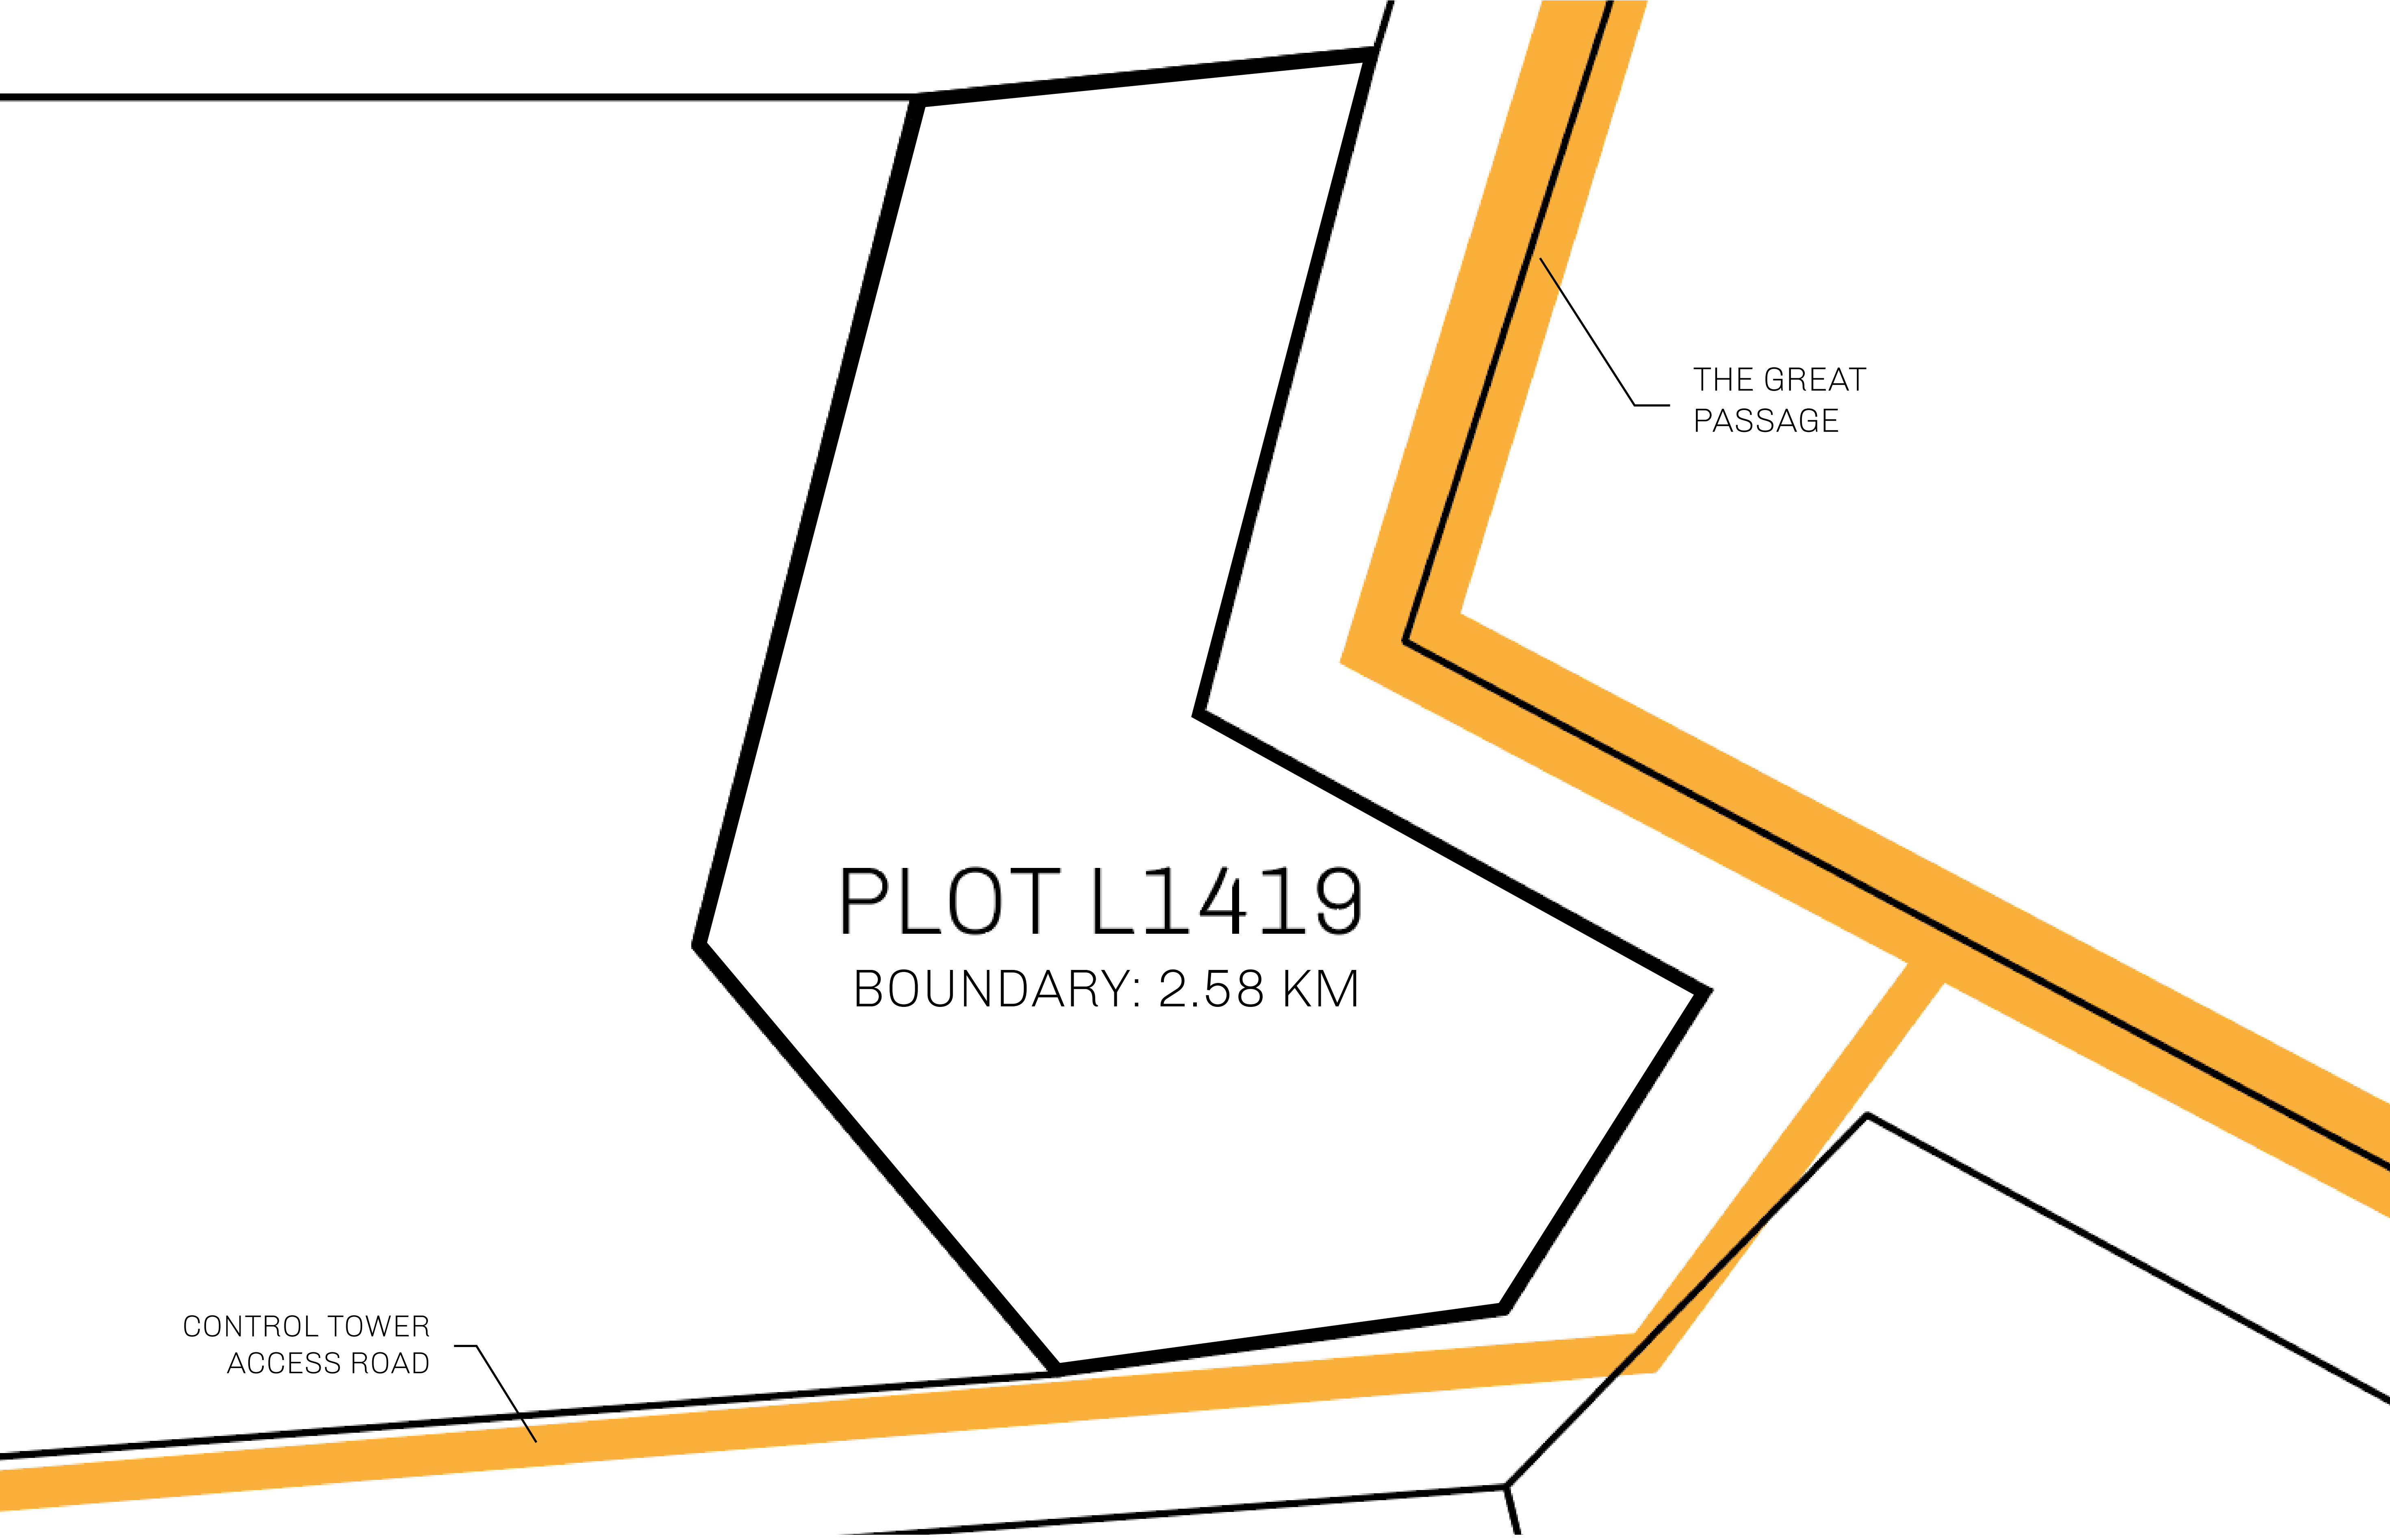 THE GREAT
PASSAGE
PLOT L1419
BOUNDARY: 2.58 KM
CONTROL TOWER
ACCESS ROAD